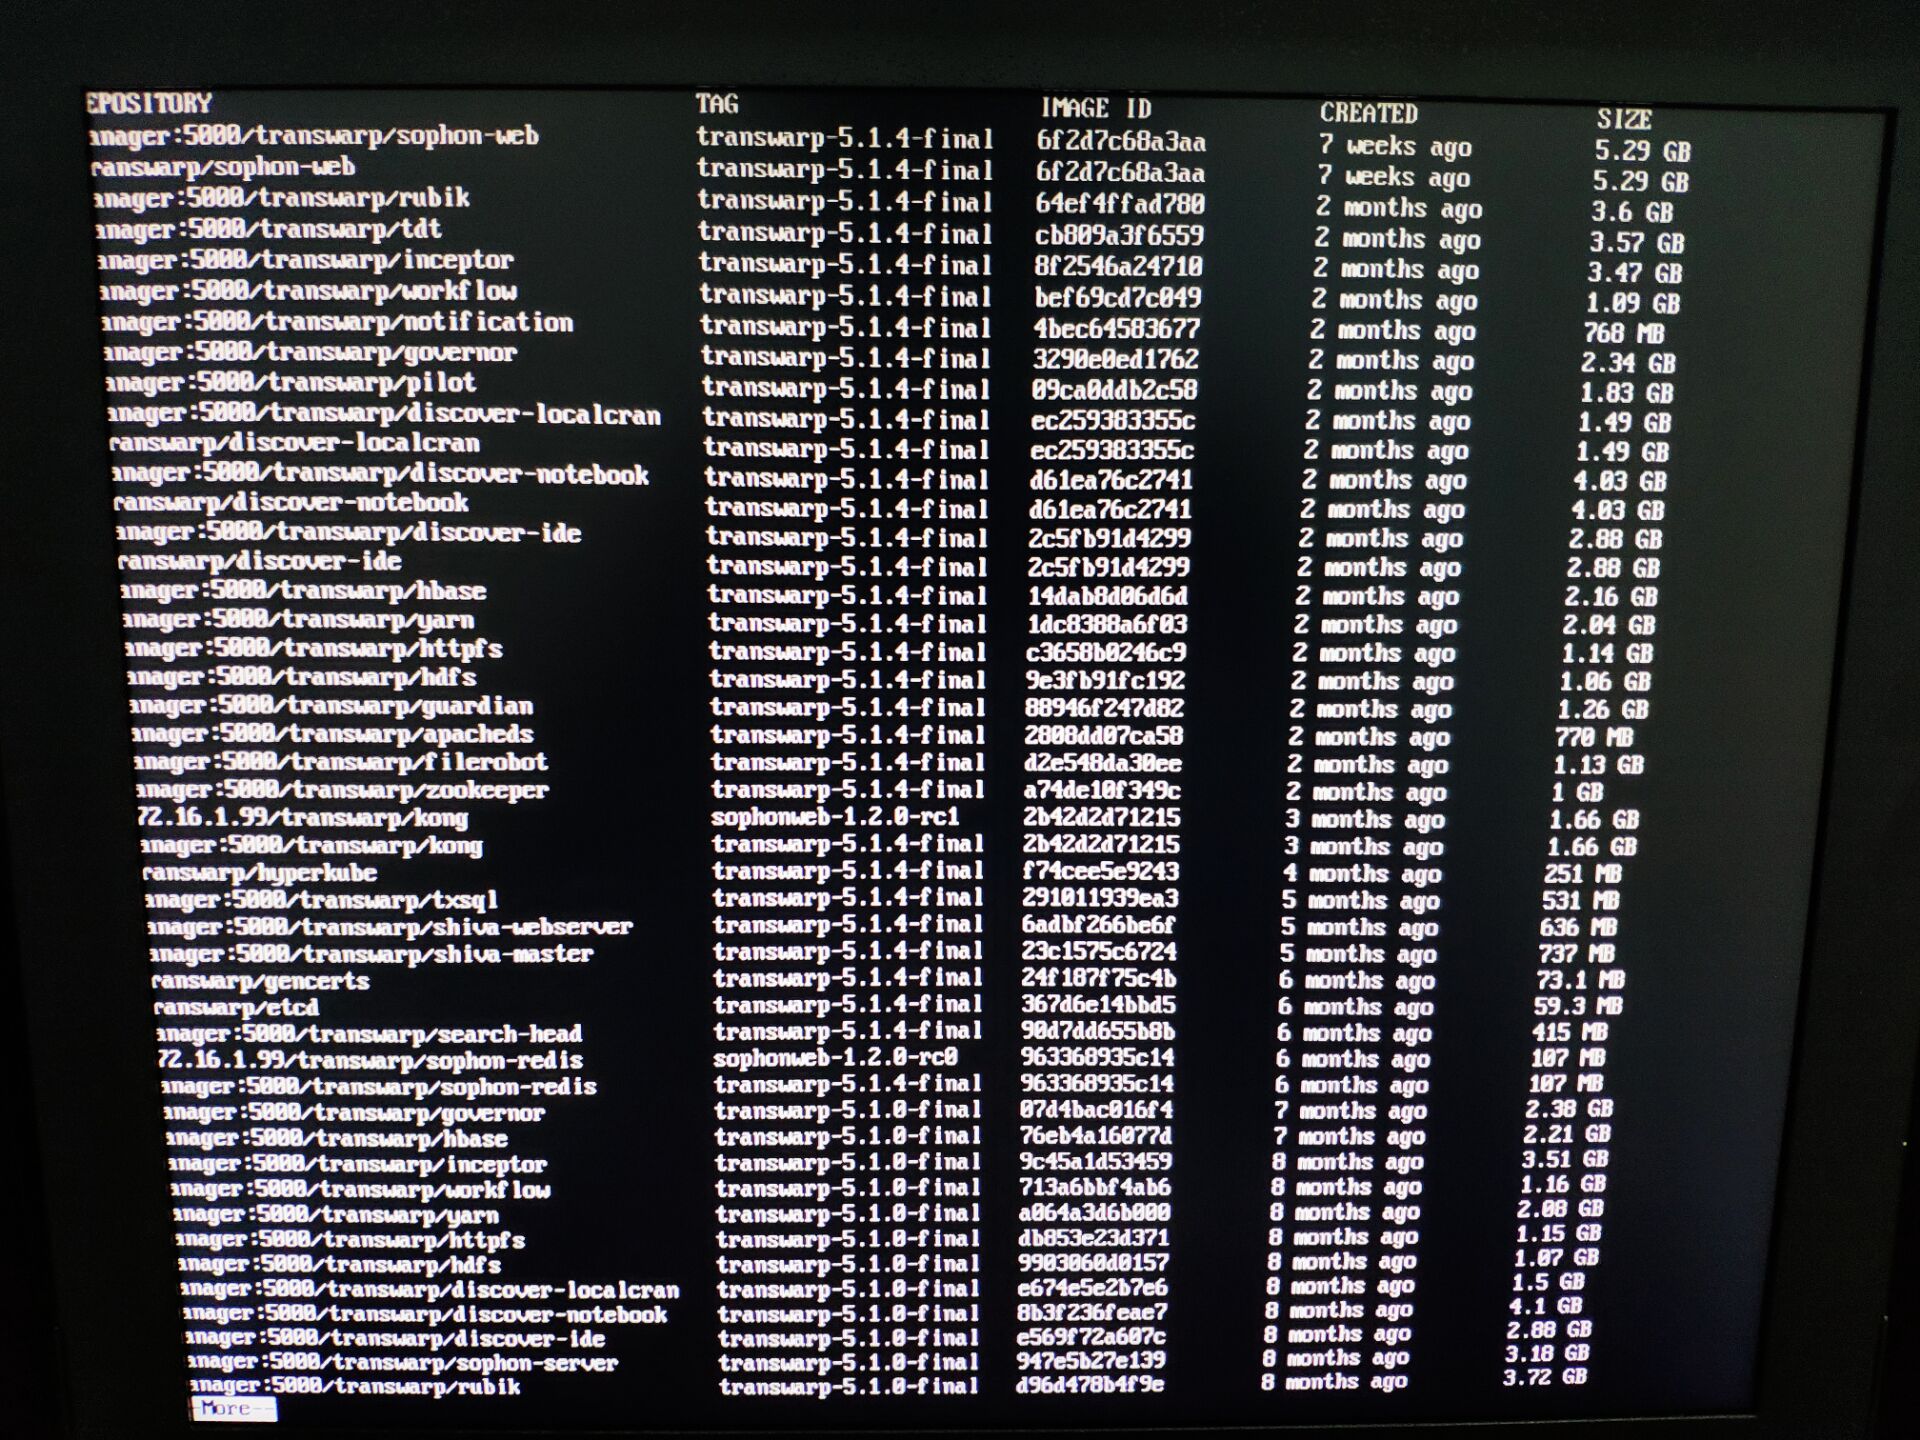 EPOSITORY TAG IMAGE ID CREATED SIZE
anager:5000/transwarp/sophon-web transwarp-5.1.4-final 6f2d7c68a3aa 7 weeks ago 5.29 GB
ranswarp/sophon-web transwarp-5.1.4-final 6f2d7c68a3aa 7 weeks ago 5.29 GB
anager:5000/transwarp/rubik transwarp-5.1.4-final 64ef4ffad780 2 months ago 3.6 GB
anager:5000/transwarp/tdt transwarp-5.1.4-final cb809a3f6559 2 months ago 3.57 GB
anager:5000/transwarp/inceptor transwarp-5.1.4-final 8f2546a24710 2 months ago 3.47 GB
anager:5000/transwarp/workflow transwarp-5.1.4-final bef69cd7c049 2 months ago 1.09 GB
anager:5000/transwarp/notification transwarp-5.1.4-final 4bec64583677 2 months ago 768 MB
anager:5000/transwarp/governor transwarp-5.1.4-final 3290e0ed1762 2 months ago 2.34 GB
anager:5000/transwarp/pilot transwarp-5.1.4-final 09ca0ddb2c58 2 months ago 1.83 GB
anager:5000/transwarp/discover-localcran transwarp-5.1.4-final ec259383355c 2 months ago 1.49 GB
ranswarp/discover-localcran transwarp-5.1.4-final ec259383355c 2 months ago 1.49 GB
anager:5000/transwarp/discover-notebook transwarp-5.1.4-final d61ea76c2741 2 months ago 4.03 GB
ranswarp/discover-notebook transwarp-5.1.4-final d61ea76c2741 2 months ago 4.03 GB
anager:5000/transwarp/discover-ide transwarp-5.1.4-final 2c5fb91d4299 2 months ago 2.88 GB
ranswarp/discover-ide transwarp-5.1.4-final 2c5fb91d4299 2 months ago 2.88 GB
anager:5000/transwarp/hbase transwarp-5.1.4-final 14dab8d06d6d 2 months ago 2.16 GB
anager:5000/transwarp/yarn transwarp-5.1.4-final 1dc8388a6f03 2 months ago 2.04 GB
anager:5000/transwarp/httpfs transwarp-5.1.4-final c3658b0246c9 2 months ago 1.14 GB
anager:5000/transwarp/hdfs transwarp-5.1.4-final 9e3fb91fc192 2 months ago 1.06 GB
anager:5000/transwarp/guardian transwarp-5.1.4-final 88946f247d82 2 months ago 1.26 GB
anager:5000/transwarp/apacheds transwarp-5.1.4-final 2808dd07ca58 2 months ago 770 MB
anager:5000/transwarp/filerobot transwarp-5.1.4-final d2e548da30ee 2 months ago 1.13 GB
anager:5000/transwarp/zookeeper transwarp-5.1.4-final a74de10f349c 2 months ago 1 GB
72.16.1.99/transwarp/kong sophonweb-1.2.0-rc1 2b42d2d71215 3 months ago 1.66 GB
anager:5000/transwarp/kong transwarp-5.1.4-final 2b42d2d71215 3 months ago 1.66 GB
ranswarp/hyperkube transwarp-5.1.4-final f74cee5e9243 4 months ago 251 MB
anager:5000/transwarp/txsql transwarp-5.1.4-final 291011939ea3 5 months ago 531 MB
anager:5000/transwarp/shiva-webserver transwarp-5.1.4-final 6adbf266be6f 5 months ago 636 MB
anager:5000/transwarp/shiva-master transwarp-5.1.4-final 23c1575c6724 5 months ago 737 MB
ranswarp/gencerts transwarp-5.1.4-final 24f187f75c4b 6 months ago 73.1 MB
ranswarp/etcd transwarp-5.1.4-final 367d6e14bbd5 6 months ago 59.3 MB
anager:5000/transwarp/search-head transwarp-5.1.4-final 90d7dd655b8b 6 months ago 415 MB
72.16.1.99/transwarp/sophon-redis sophonweb-1.2.0-rc0 963368935c14 6 months ago 107 MB
anager:5000/transwarp/sophon-redis transwarp-5.1.4-final 963368935c14 6 months ago 107 MB
anager:5000/transwarp/governor transwarp-5.1.0-final 07d4bac016f4 7 months ago 2.38 GB
anager:5000/transwarp/hbase transwarp-5.1.0-final 76eb4a16077d 7 months ago 2.21 GB
anager:5000/transwarp/inceptor transwarp-5.1.0-final 9c45a1d53459 8 months ago 3.51 GB
anager:5000/transwarp/workflow transwarp-5.1.0-final 713a6bbf4ab6 8 months ago 1.16 GB
anager:5000/transwarp/yarn transwarp-5.1.0-final a064a3d6b000 8 months ago 2.08 GB
anager:5000/transwarp/httpfs transwarp-5.1.0-final db853e23d371 8 months ago 1.15 GB
anager:5000/transwarp/hdfs transwarp-5.1.0-final 9903060d0157 8 months ago 1.07 GB
anager:5000/transwarp/discover-localcran transwarp-5.1.0-final e674e5e2b7e6 8 months ago 1.5 GB
anager:5000/transwarp/discover-notebook transwarp-5.1.0-final 8b3f236feae7 8 months ago 4.1 GB
anager:5000/transwarp/discover-ide transwarp-5.1.0-final e569f72a607c 8 months ago 2.88 GB
anager:5000/transwarp/sophon-server transwarp-5.1.0-final 947e5b27e139 8 months ago 3.18 GB
anager:5000/transwarp/rubik transwarp-5.1.0-final d96d478b4f9e 8 months ago 3.72 GB
-More--